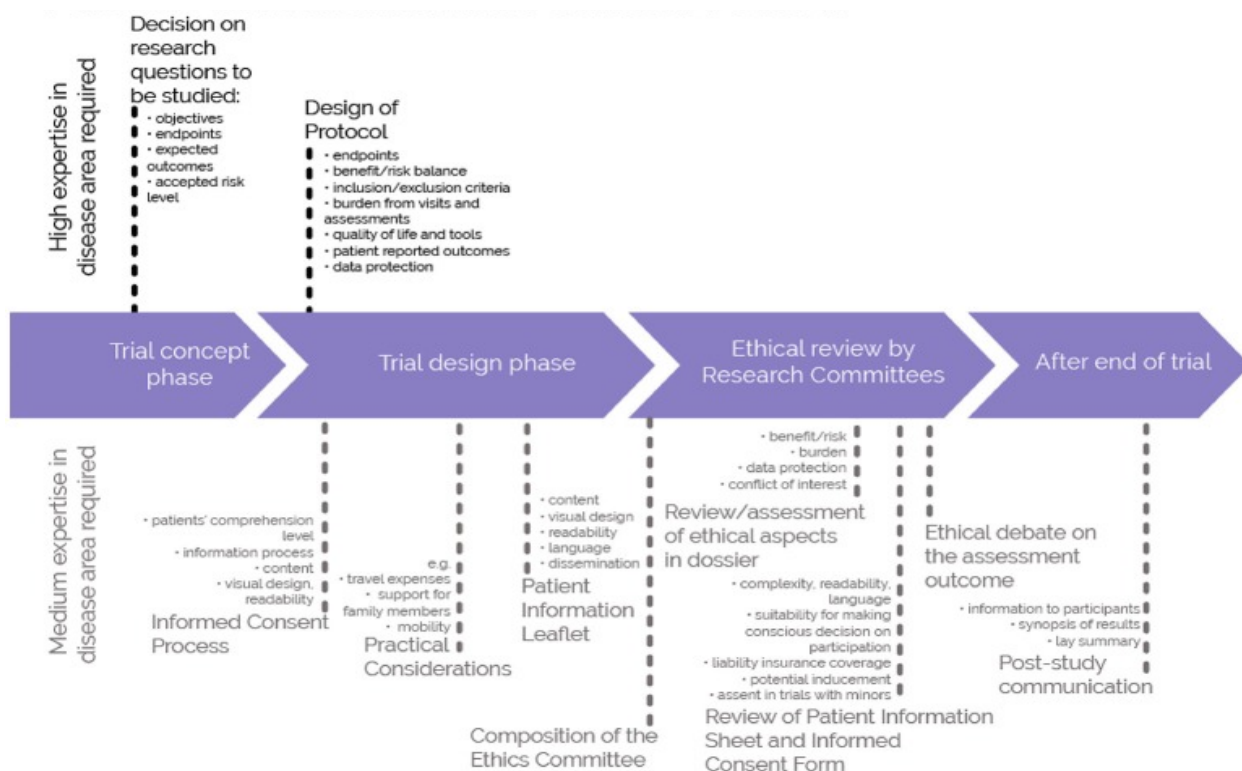 High expertise in
disease area required
Decision on
research
questions to
be studied:
• objectives
• endpoints
• expected
outcomes
• accepted risk
level
Design of
Protocol
• endpoints
• benefit/risk balance
• inclusion/exclusion criteria
• burden from visits and
assessments
• quality of life and tools
• patient reported outcomes
• data protection
Trial concept
phase
Trial design phase
Ethical review by
Research Committees
After end of trial
Medium expertise in
disease area required
• patients' comprehension
level
• information process
• content
• visual design,
readability
Informed Consent
Process
e.g.
• travel expenses
• support for
family members
• mobility
Practical
Considerations
• content
• visual design
• readability
• language
• dissemination
Patient
Information
Leaflet
Composition of the
Ethics Committee
• benefit/risk
• burden
• data protection
• conflict of interest
Review/assessment
of ethical aspects
in dossier
• complexity, readability,
language
• suitability for making
conscious decision on
participation
• liability insurance coverage
• potential inducement
• assent in trials with minors
Review of Patient Information
Sheet and Informed
Consent Form
Ethical debate on
the assessment
outcome
• information to participants
• synopsis of results
• lay summary
Post-study
communication